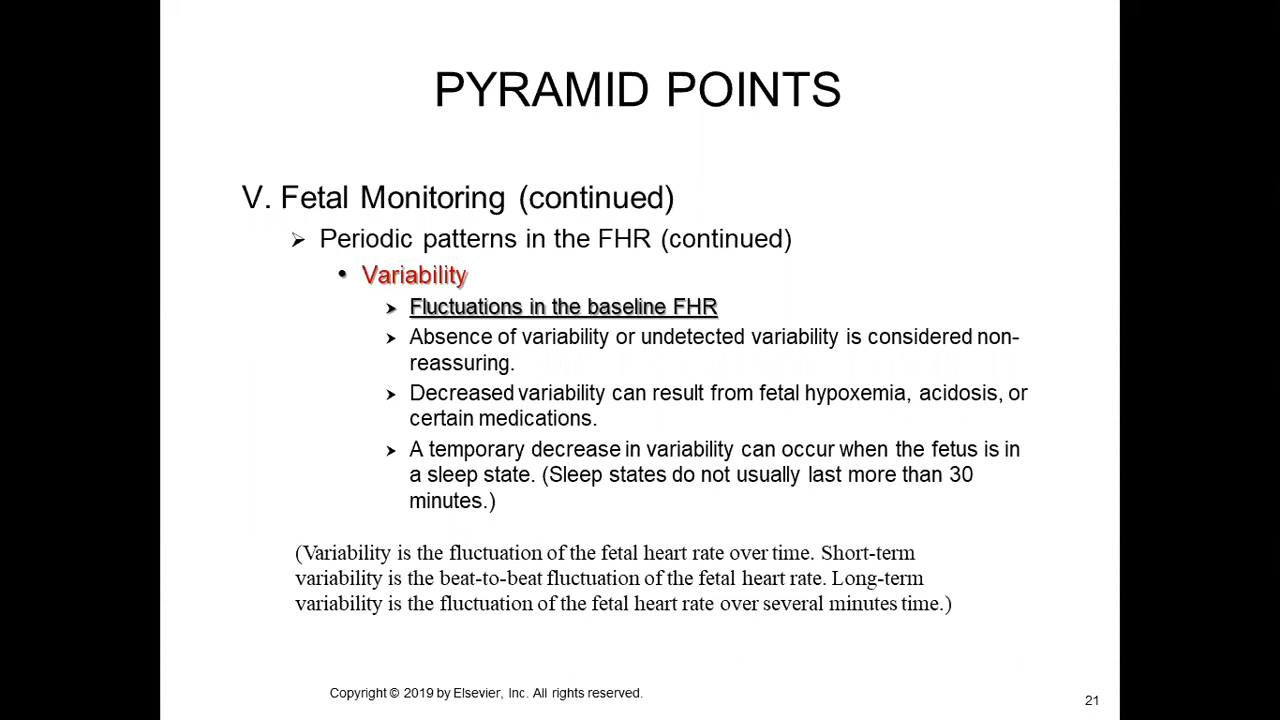 PYRAMID POINTS
V. Fetal Monitoring (continued)
➢ Periodic patterns in the FHR (continued)
• Variability
➢ Fluctuations in the baseline FHR
➢ Absence of variability or undetected variability is considered non-
reassuring.
➢ Decreased variability can result from fetal hypoxemia, acidosis, or
certain medications.
➢ A temporary decrease in variability can occur when the fetus is in
a sleep state. (Sleep states do not usually last more than 30
minutes.)
(Variability is the fluctuation of the fetal heart rate over time. Short-term
variability is the beat-to-beat fluctuation of the fetal heart rate. Long-term
variability is the fluctuation of the fetal heart rate over several minutes time.)
Copyright © 2019 by Elsevier, Inc. All rights reserved.
21